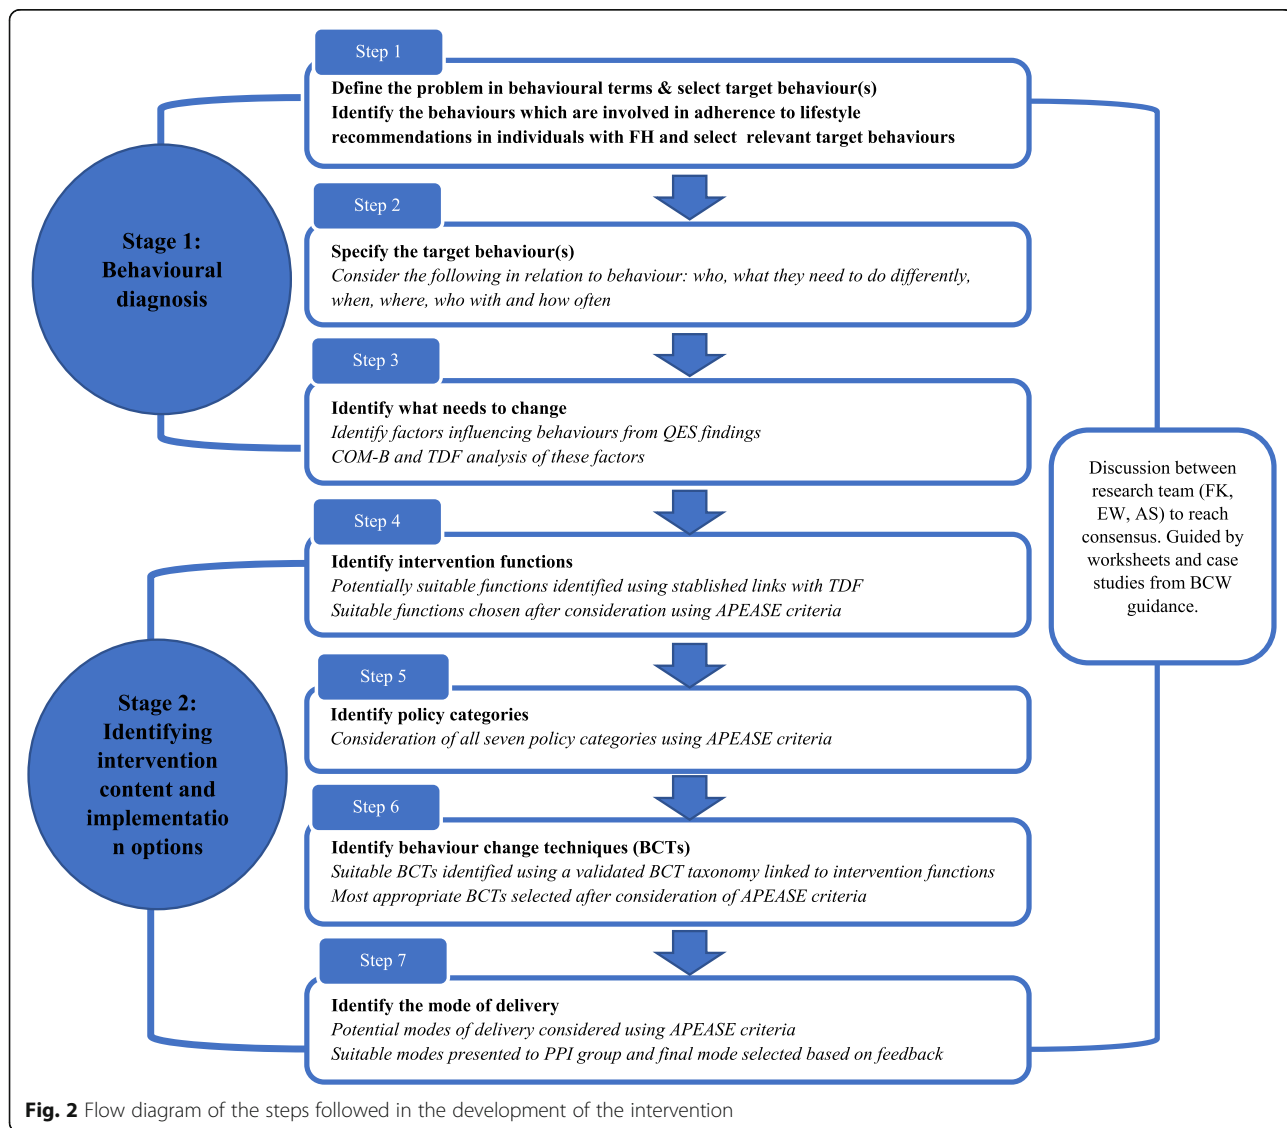 Step 1
Define the problem in behavioural terms & select target behaviour(s)
Identify the behaviours which are involved in adherence to lifestyle
recommendations in individuals with FH and select relevant target behaviours
Stage 1:
Behavioural
diagnosis
Step 2
Specify the target behaviour(s)
Consider the following in relation to behaviour: who, what they need to do differently,
when, where, who with and how often
Step 3
Identify what needs to change
Identify factors influencing behaviours from QES findings
COM-B and TDF analysis of these factors
Discussion between
research team (FK,
EW, AS) to reach
consensus. Guided by
worksheets and case
studies from BCW
guidance.
Step 4
Identify intervention functions
Potentially suitable functions identified using stablished links with TDF
Suitable functions chosen after consideration using APEASE criteria
Stage 2:
Identifying
intervention
content and
implementatio
n options
Step 5
Identify policy categories
Consideration of all seven policy categories using APEASE criteria
Step 6
Identify behaviour change techniques (BCTs)
Suitable BCTs identified using a validated BCT taxonomy linked to intervention functions
Most appropriate BCTs selected after consideration of APEASE criteria
Step 7
Identify the mode of delivery
Potential modes of delivery considered using APEASE criteria
Suitable modes presented to PPI group and final mode selected based on feedback
Fig. 2 Flow diagram of the steps followed in the development of the intervention